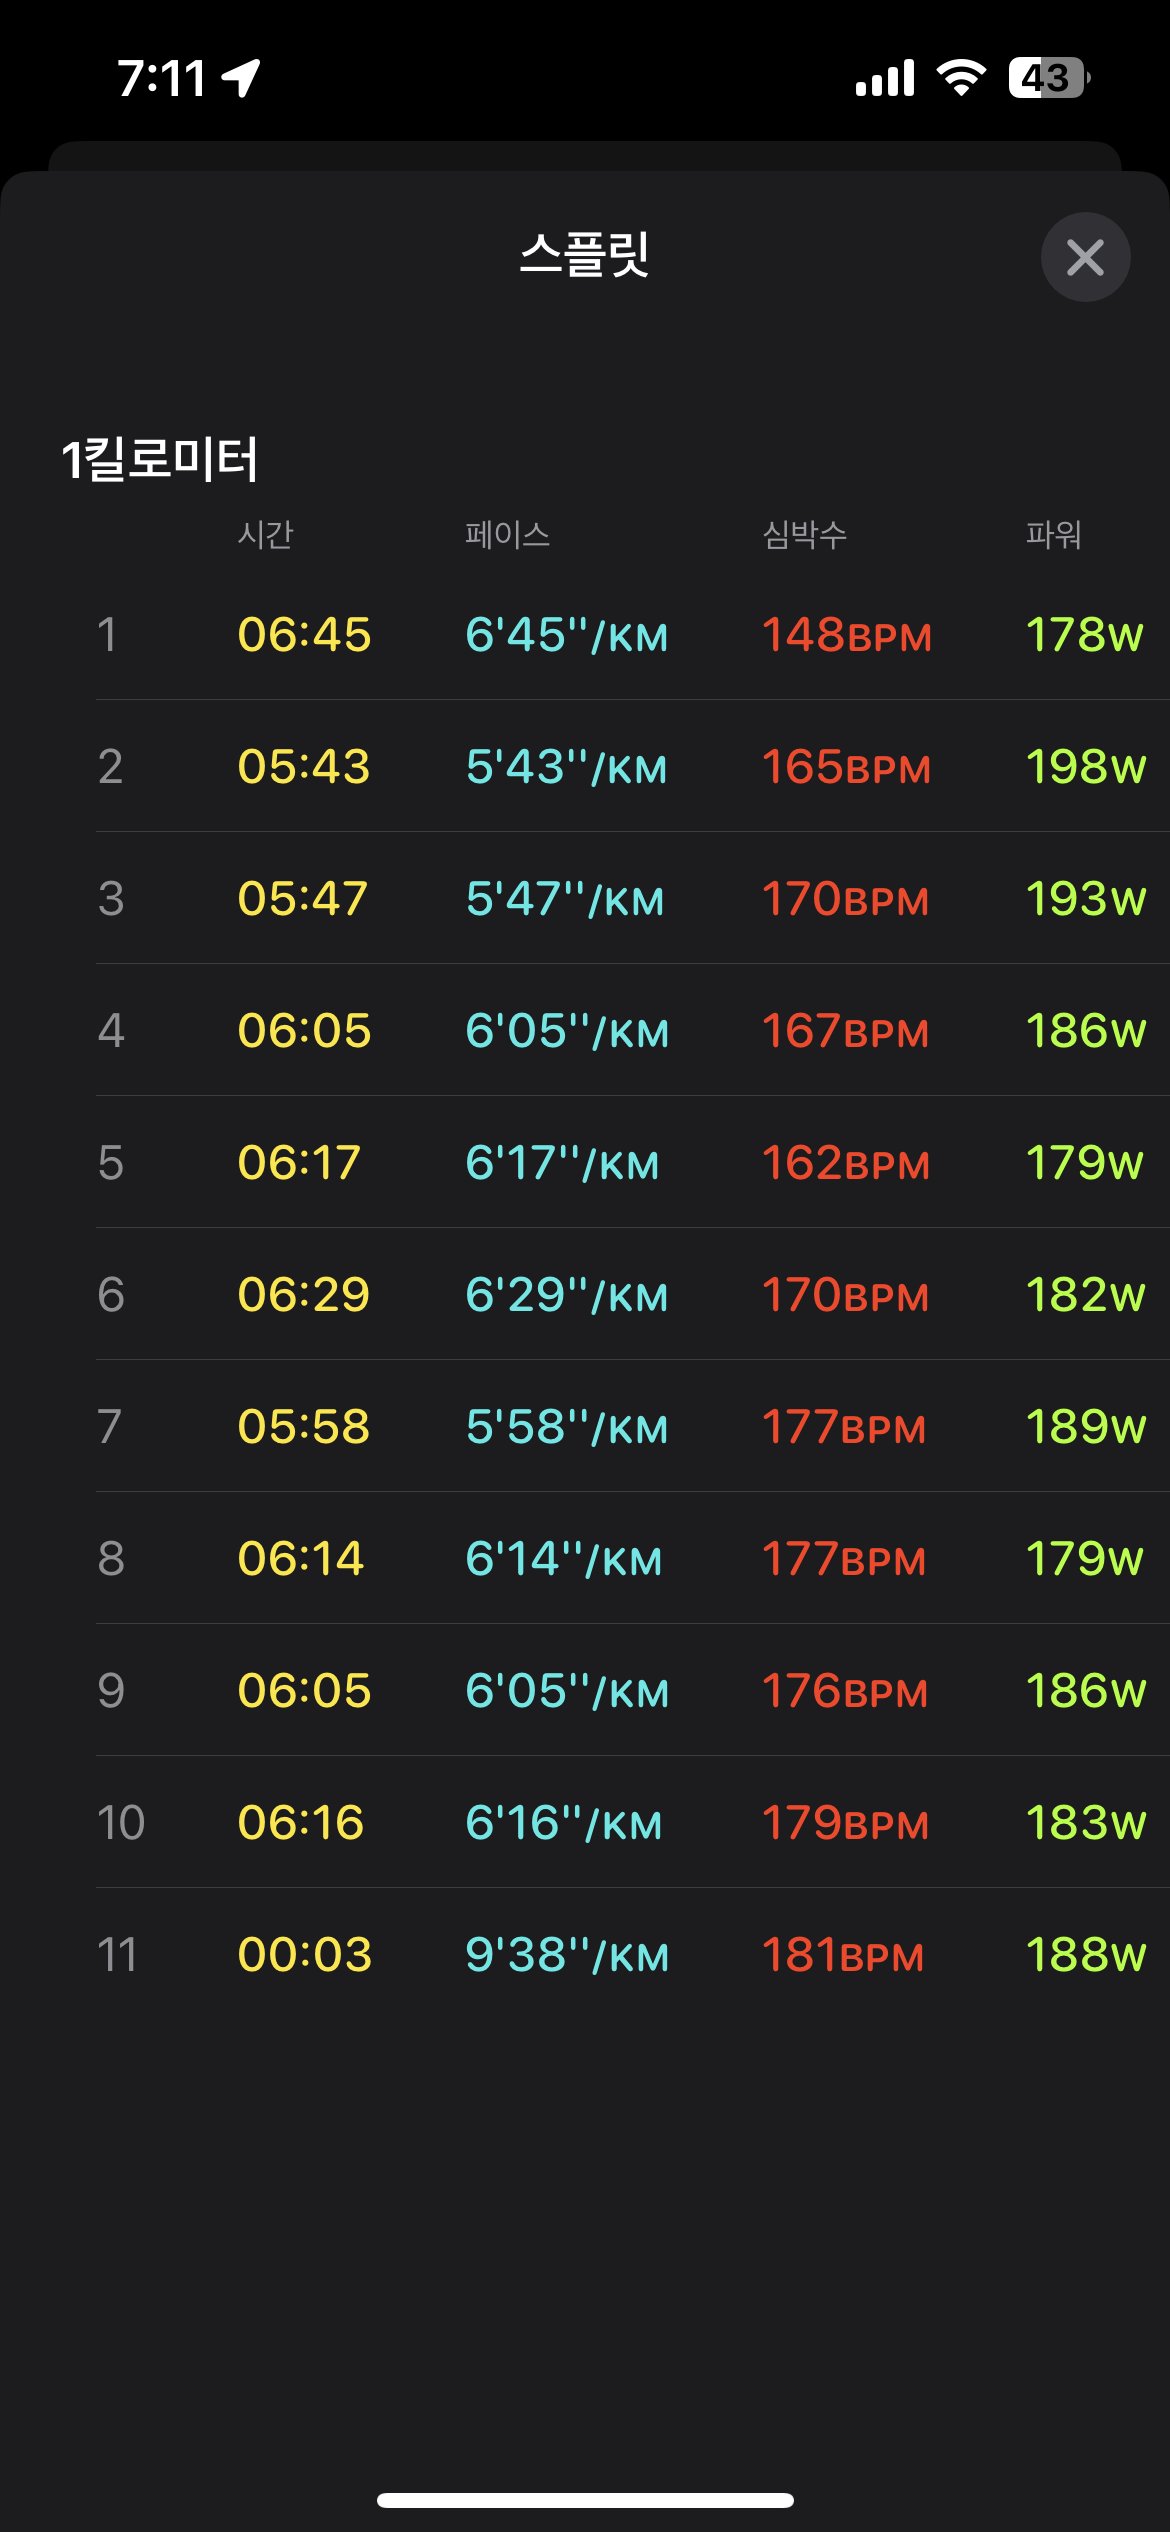 7:11 43
스플릿
1킬로미터
시간 페이스 심박수 파워
1 06:45 6'45''/KM 148BPM 178W
2 05:43 5'43''/KM 165BPM 198W
3 05:47 5'47''/KM 170BPM 193W
4 06:05 6'05''/KM 167BPM 186W
5 06:17 6'17''/KM 162BPM 179W
6 06:29 6'29''/KM 170BPM 182W
7 05:58 5'58''/KM 177BPM 189W
8 06:14 6'14''/KM 177BPM 179W
9 06:05 6'05''/KM 176BPM 186W
10 06:16 6'16''/KM 179BPM 183W
11 00:03 9'38''/KM 181BPM 188W